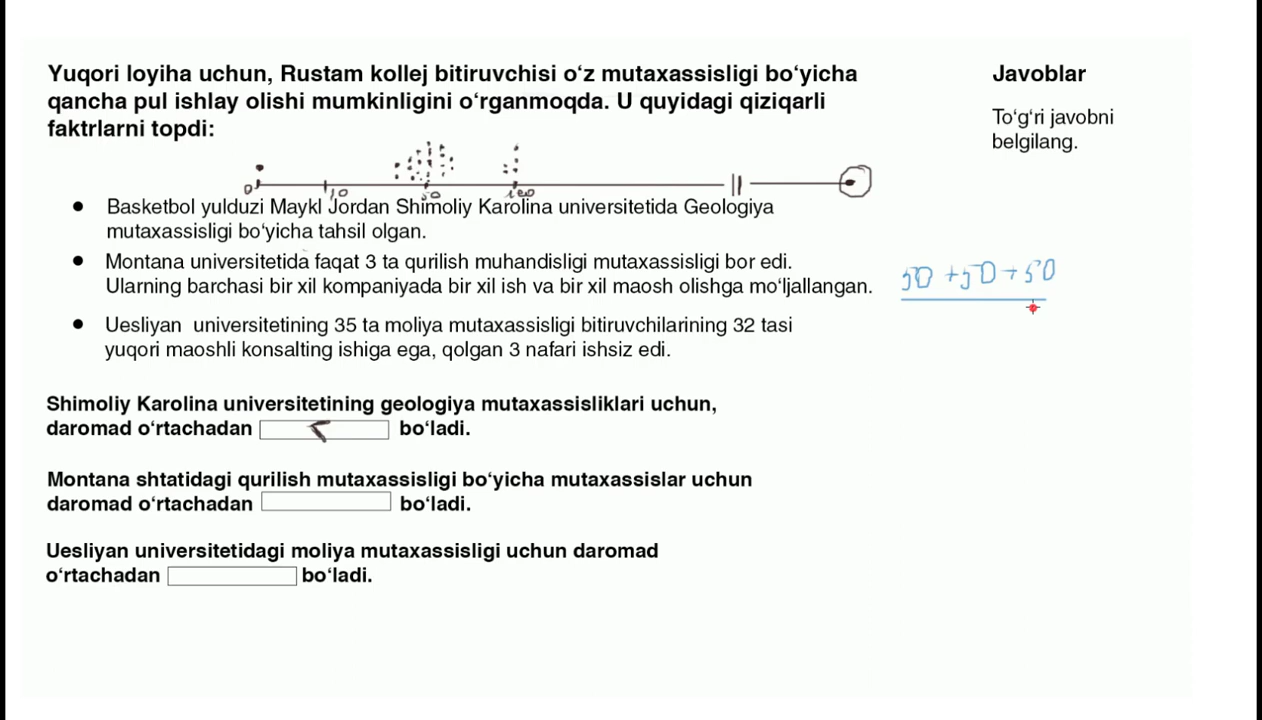 Yuqori loyiha uchun, Rustam kollej bitiruvchisi o‘z mutaxassisligi bo‘yicha
qancha pul ishlay olishi mumkinligini o‘rganmoqda. U quyidagi qiziqarli
faktrlarni topdi:
Javoblar
To‘g‘ri javobni
belgilang.
0 10 50 100
• Basketbol yulduzi Maykl Jordan Shimoliy Karolina universitetida Geologiya
mutaxassisligi bo‘yicha tahsil olgan.
• Montana universitetida faqat 3 ta qurilish muhandisligi mutaxassisligi bor edi.
Ularning barchasi bir xil kompaniyada bir xil ish va bir xil maosh olishga mo‘ljallangan.
50 + 50 + 50
• Uesliyan universitetining 35 ta moliya mutaxassisligi bitiruvchilarining 32 tasi
yuqori maoshli konsalting ishiga ega, qolgan 3 nafari ishsiz edi.
Shimoliy Karolina universitetining geologiya mutaxassisliklari uchun,
daromad o‘rtachadan bo‘ladi.
Montana shtatidagi qurilish mutaxassisligi bo‘yicha mutaxassislar uchun
daromad o‘rtachadan bo‘ladi.
Uesliyan universitetidagi moliya mutaxassisligi uchun daromad
o‘rtachadan bo‘ladi.